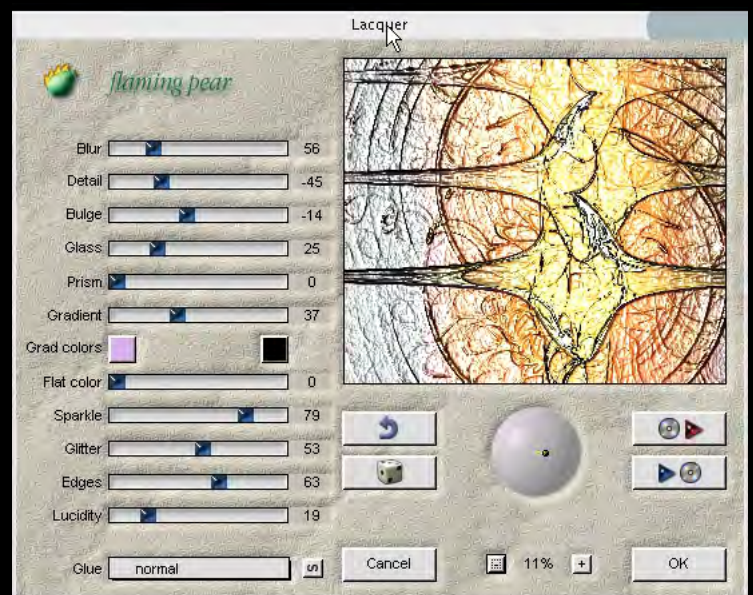 Lacquer
flaming pear
Blur 56
Detail -45
Bulge -14
Glass 25
Prism 0
Gradient 37
Grad colors
Flat color 0
Sparkle 79
Glitter 53
Edges 63
Lucidity 19
Glue normal
Cancel
11% +
OK